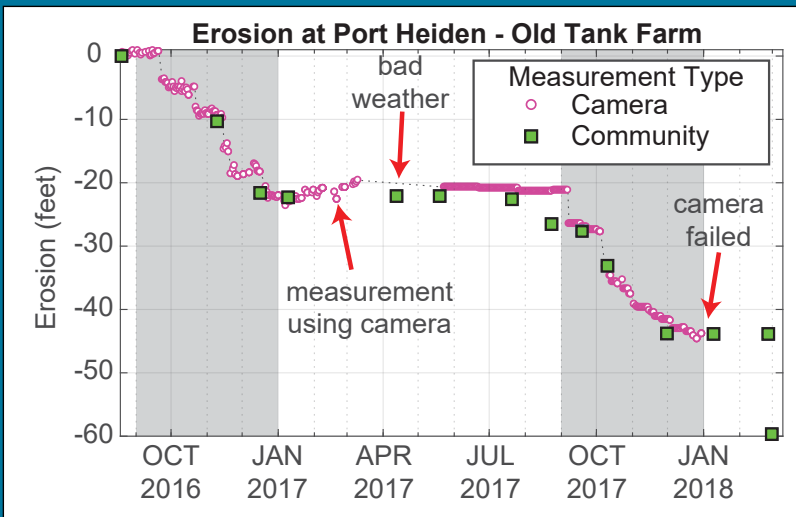 Erosion at Port Heiden - Old Tank Farm
Measurement Type
Camera
Community
bad
weather
camera
failed
measurement
using camera
Erosion (feet)
0
-10
-20
-30
-40
-50
-60
OCT
2016
JAN
2017
APR
2017
JUL
2017
OCT
2017
JAN
2018